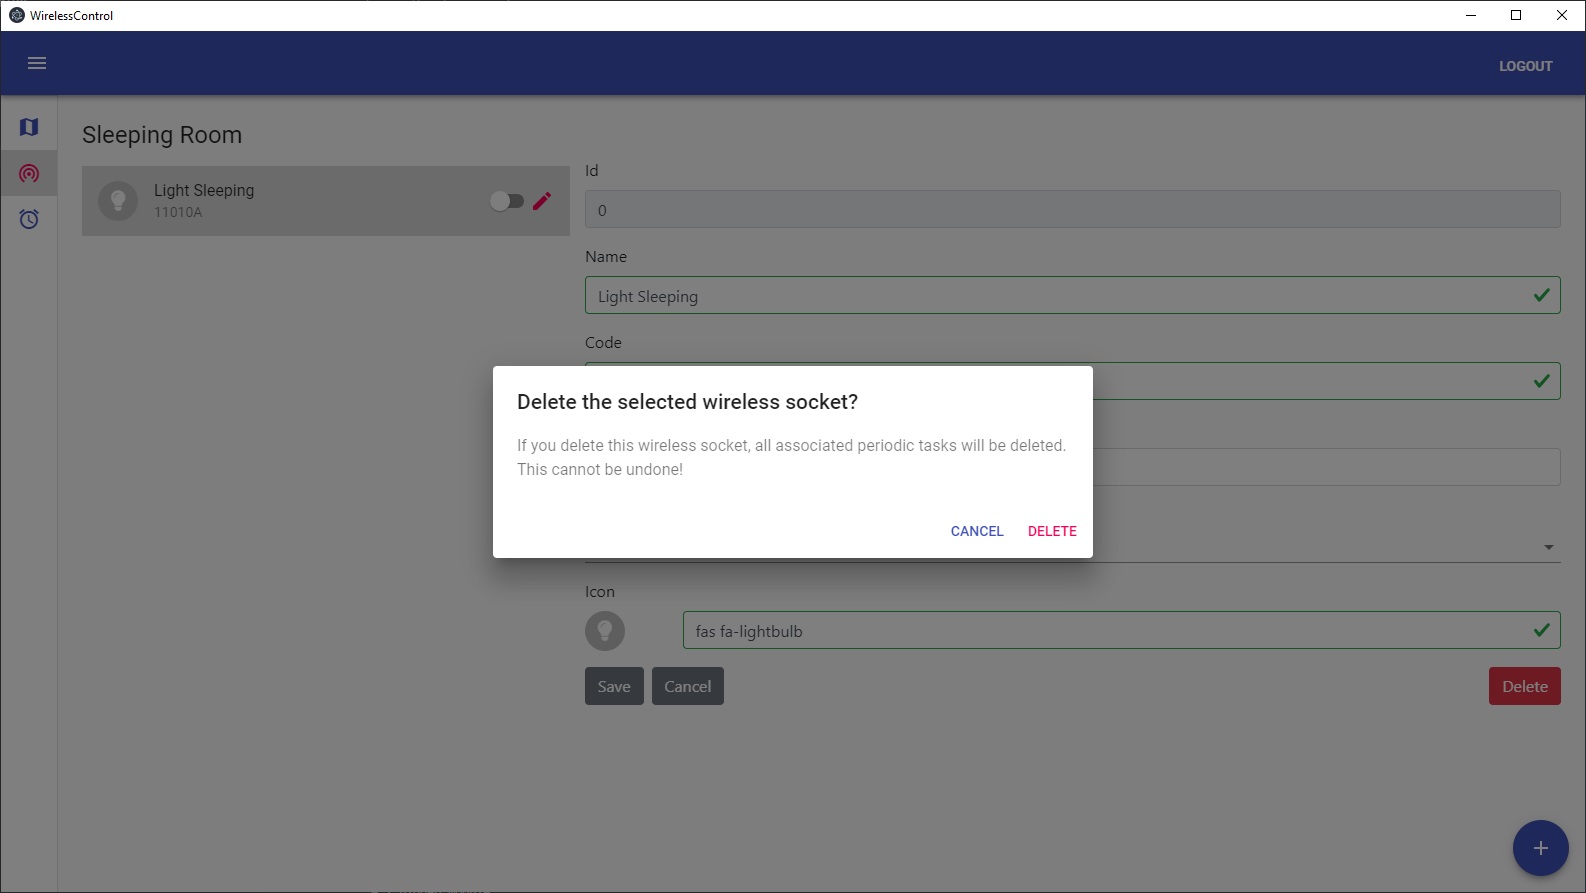 WirelessControl
LOGOUT
Sleeping Room
Light Sleeping
11010A
Id
0
Name
Light Sleeping
Code
Delete the selected wireless socket?
If you delete this wireless socket, all associated periodic tasks will be deleted.
This cannot be undone!
CANCEL DELETE
Icon
fas fa-lightbulb
Save Cancel Delete